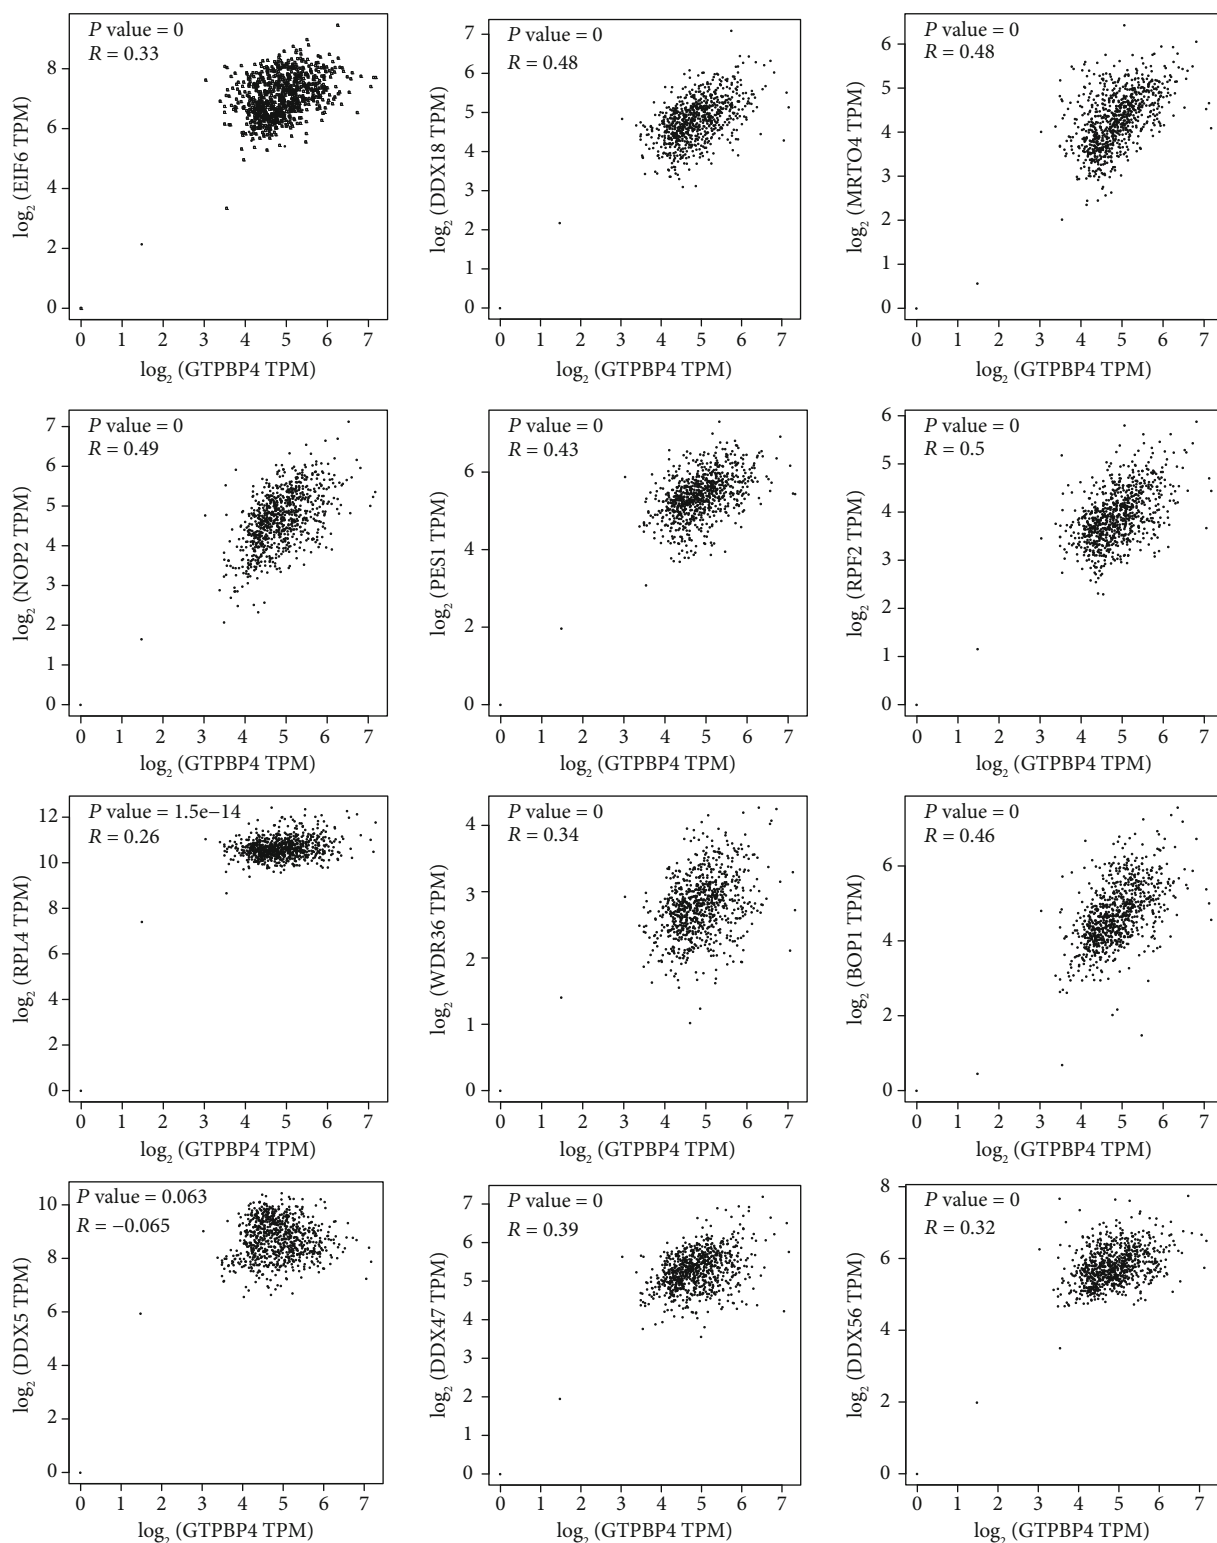 P value = 0
R = 0.33
log2 (EIF6 TPM)
8
6
4
2
0
0 1 2 3 4 5 6 7
log2 (GTPBP4 TPM)
P value = 0
R = 0.48
log2 (DDX18 TPM)
7
6
5
4
3
2
1
0
0 1 2 3 4 5 6 7
log2 (GTPBP4 TPM)
P value = 0
R = 0.48
log2 (MRTO4 TPM)
6
5
4
3
2
1
0
0 1 2 3 4 5 6 7
log2 (GTPBP4 TPM)
P value = 0
R = 0.49
log2 (NOP2 TPM)
7
6
5
4
3
2
1
0
0 1 2 3 4 5 6 7
log2 (GTPBP4 TPM)
P value = 0
R = 0.43
log2 (PES1 TPM)
6
4
2
0
0 1 2 3 4 5 6 7
log2 (GTPBP4 TPM)
P value = 0
R = 0.5
log2 (RPF2 TPM)
6
5
4
3
2
1
0
0 1 2 3 4 5 6 7
log2 (GTPBP4 TPM)
P value = 1.5e−14
R = 0.26
log2 (RPL4 TPM)
12
10
8
6
4
2
0
0 1 2 3 4 5 6 7
log2 (GTPBP4 TPM)
P value = 0
R = 0.34
log2 (WDR36 TPM)
4
3
2
1
0
0 1 2 3 4 5 6 7
log2 (GTPBP4 TPM)
P value = 0
R = 0.46
log2 (BOP1 TPM)
6
4
2
0
0 1 2 3 4 5 6 7
log2 (GTPBP4 TPM)
P value = 0.063
R = −0.065
log2 (DDX5 TPM)
10
8
6
4
2
0
0 1 2 3 4 5 6 7
log2 (GTPBP4 TPM)
P value = 0
R = 0.39
log2 (DDX47 TPM)
7
6
5
4
3
2
1
0
0 1 2 3 4 5 6 7
log2 (GTPBP4 TPM)
P value = 0
R = 0.32
log2 (DDX56 TPM)
8
6
4
2
0
0 1 2 3 4 5 6 7
log2 (GTPBP4 TPM)